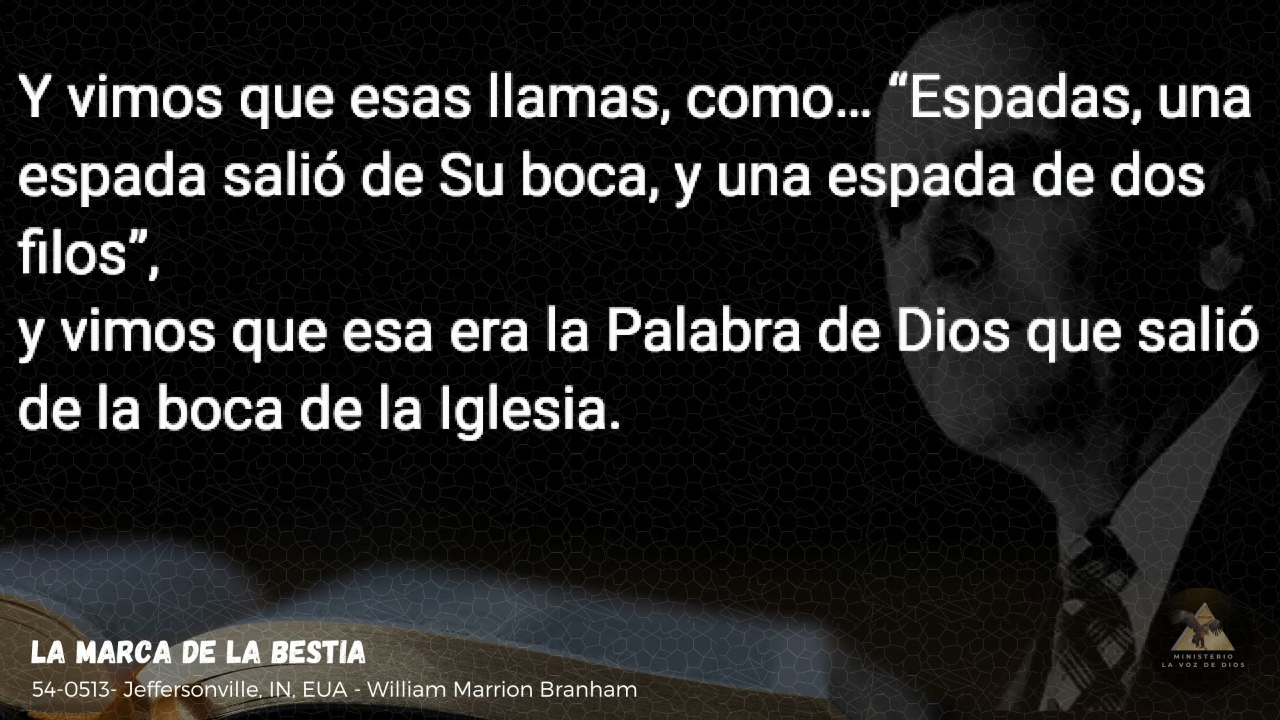 Y vimos que esas llamas, como... “Espadas, una
espada salió de Su boca, y una espada de dos
filos”,
y vimos que esa era la Palabra de Dios que salió
de la boca de la Iglesia.
LA MARCA DE LA BESTIA
54-0513- Jeffersonville, IN, EUA - William Marrion Branham
MINISTERIO
LA VOZ DE DIOS